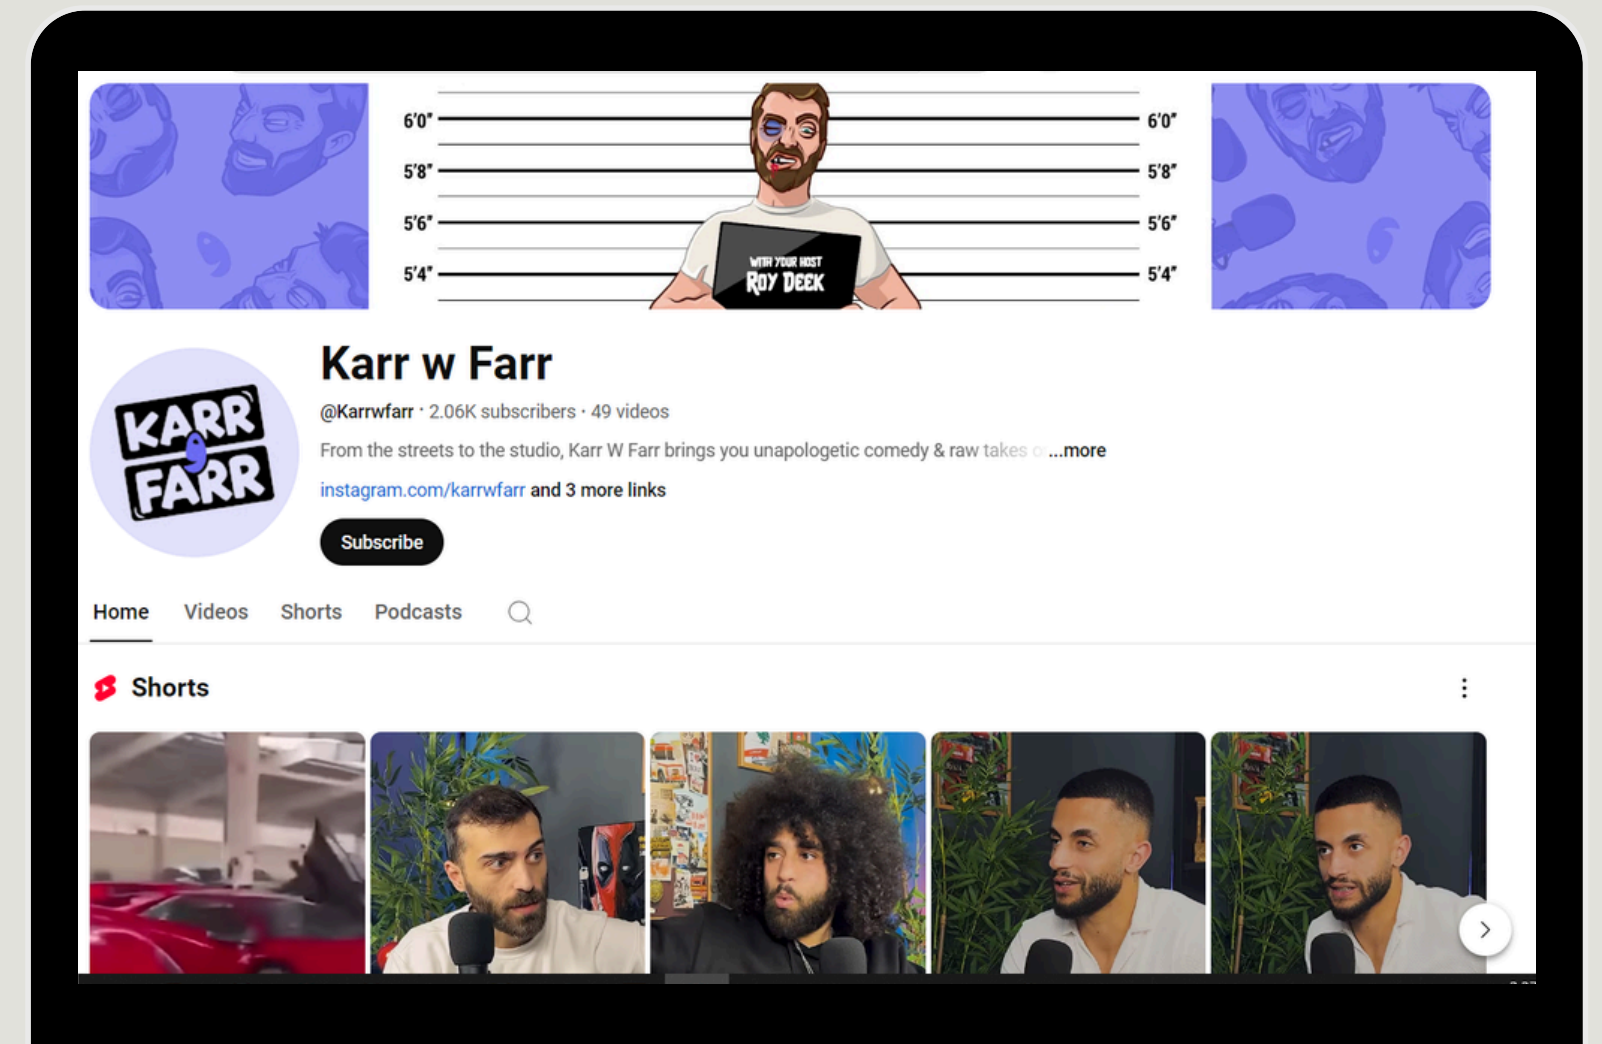 6'0" 6'0"
5'8" 5'8"
5'6" 5'6"
5'4" 5'4"
WITH YOUR HOST
ROY DEEK
KARR
FARR
Karr w Farr
@Karrwfarr · 2.06K subscribers · 49 videos
From the streets to the studio, Karr W Farr brings you unapologetic comedy & raw takes ...more
instagram.com/karrwfarr and 3 more links
Subscribe
Home Videos Shorts Podcasts
Shorts